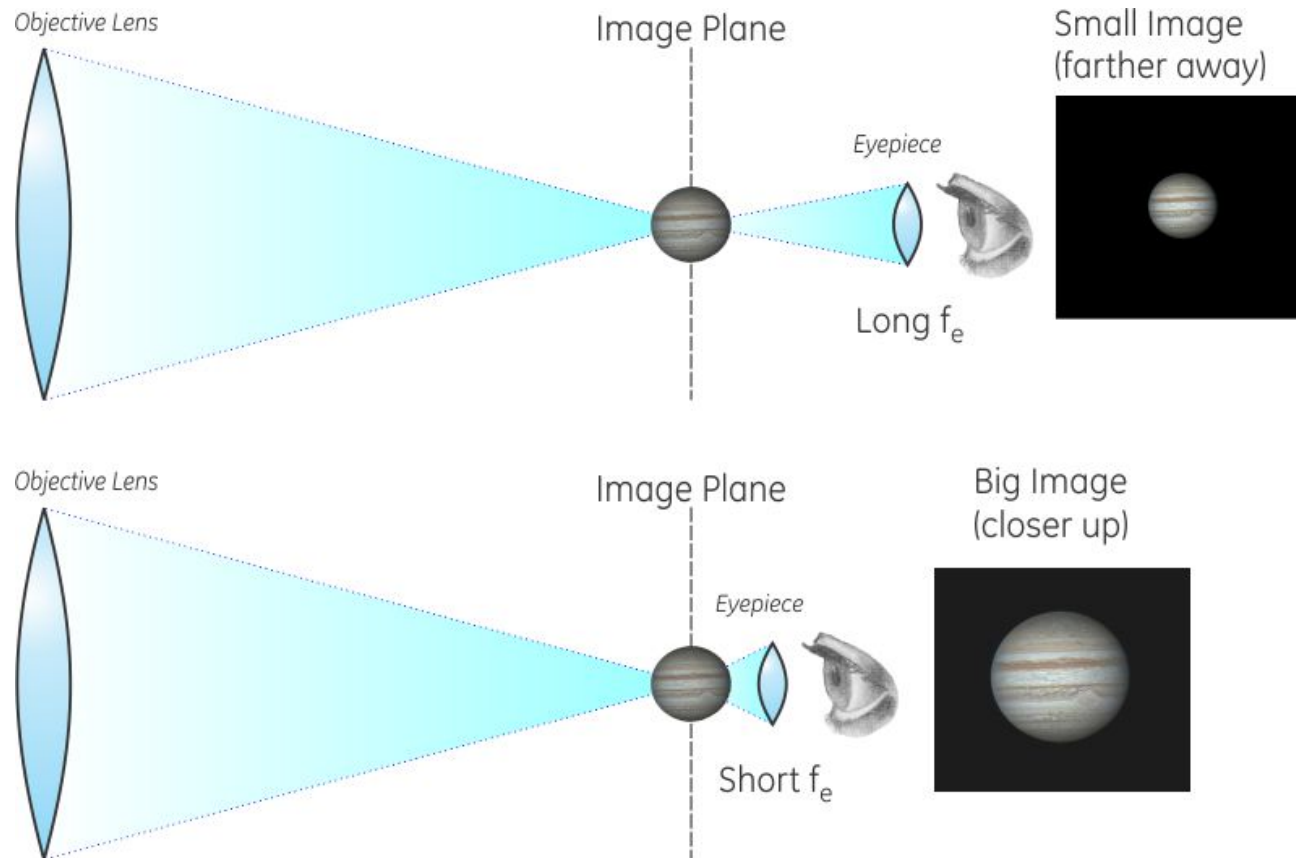 Objective Lens
Image Plane
Small Image
(farther away)
Eyepiece
Long fₑ
Objective Lens
Image Plane
Big Image
(closer up)
Eyepiece
Short fₑ